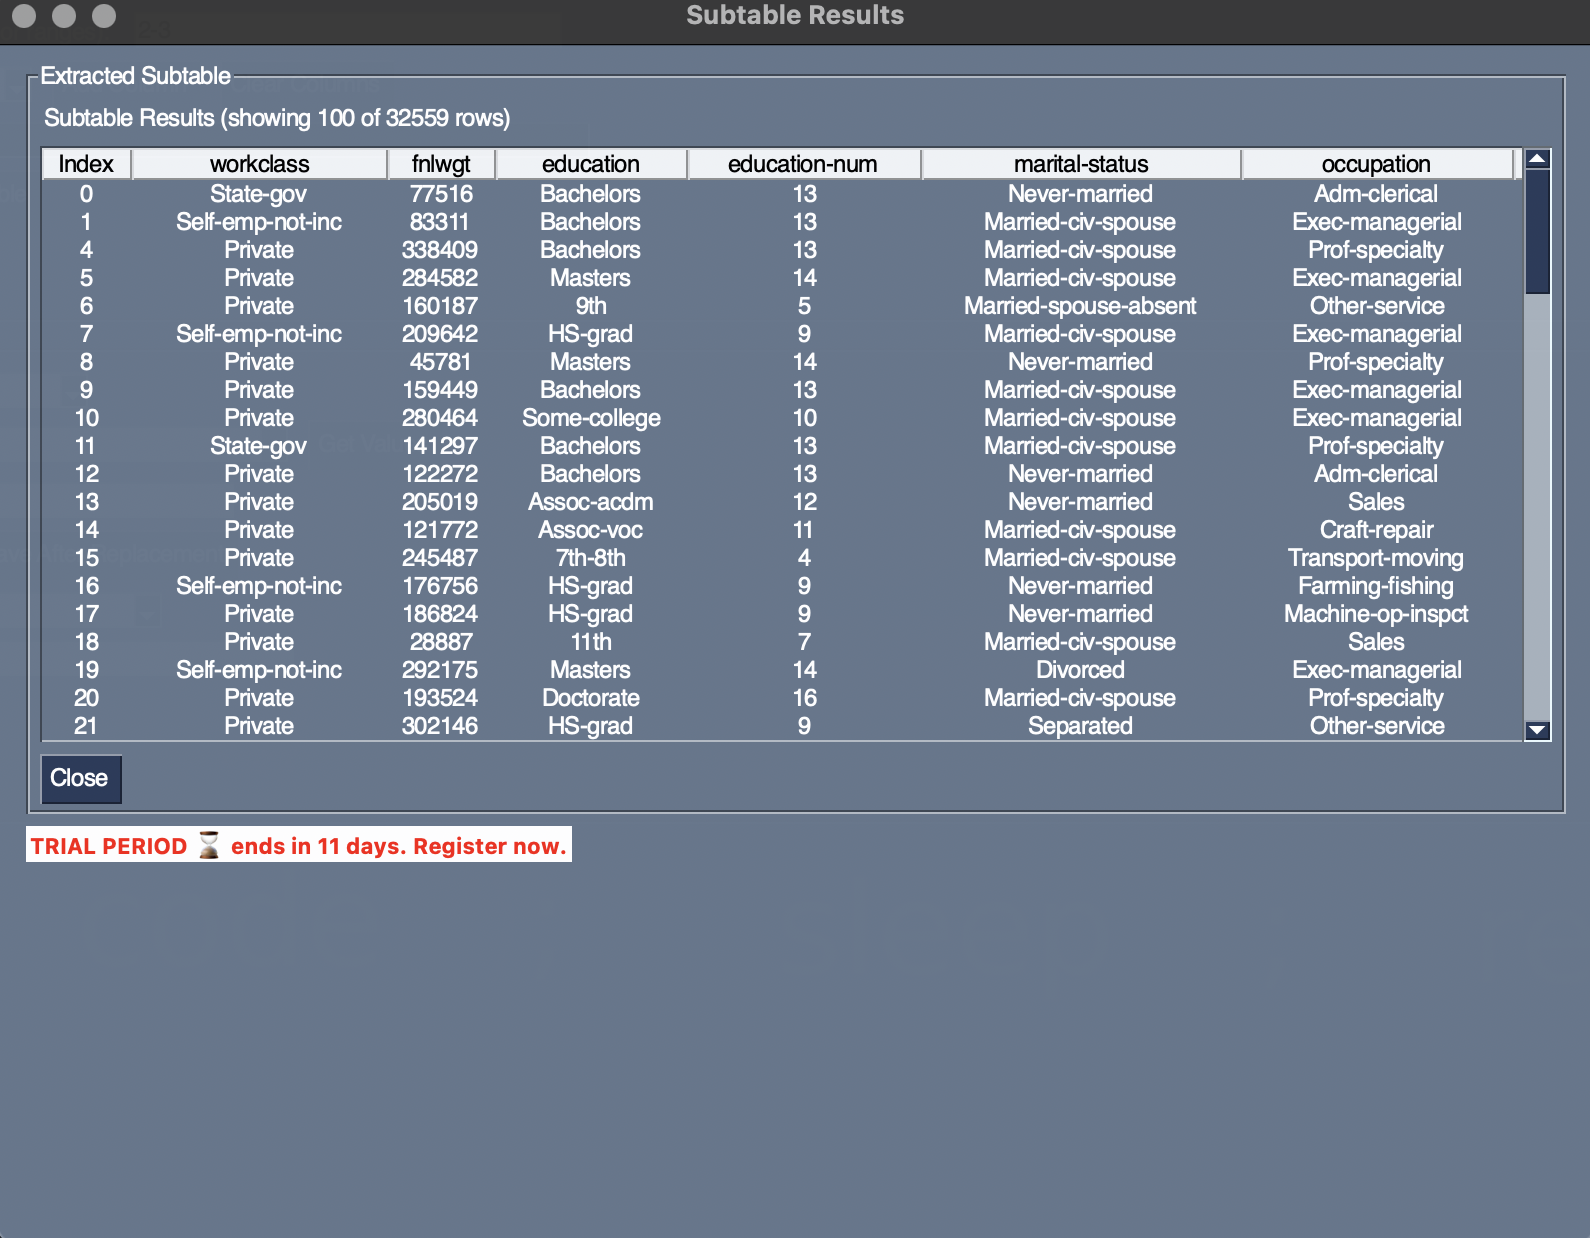 Subtable Results
Extracted Subtable
Subtable Results (showing 100 of 32559 rows)
Index workclass fnlwgt education education-num marital-status occupation
0 State-gov 77516 Bachelors 13 Never-married Adm-clerical
1 Self-emp-not-inc 83311 Bachelors 13 Married-civ-spouse Exec-managerial
4 Private 338409 Bachelors 13 Married-civ-spouse Prof-specialty
5 Private 284582 Masters 14 Married-civ-spouse Exec-managerial
6 Private 160187 9th 5 Married-spouse-absent Other-service
7 Self-emp-not-inc 209642 HS-grad 9 Married-civ-spouse Exec-managerial
8 Private 45781 Masters 14 Never-married Prof-specialty
9 Private 159449 Bachelors 13 Married-civ-spouse Exec-managerial
10 Private 280464 Some-college 10 Married-civ-spouse Exec-managerial
11 State-gov 141297 Bachelors 13 Married-civ-spouse Prof-specialty
12 Private 122272 Bachelors 13 Never-married Adm-clerical
13 Private 205019 Assoc-acdm 12 Never-married Sales
14 Private 121772 Assoc-voc 11 Married-civ-spouse Craft-repair
15 Private 245487 7th-8th 4 Married-civ-spouse Transport-moving
16 Self-emp-not-inc 176756 HS-grad 9 Never-married Farming-fishing
17 Private 186824 HS-grad 9 Never-married Machine-op-inspct
18 Private 28887 11th 7 Married-civ-spouse Sales
19 Self-emp-not-inc 292175 Masters 14 Divorced Exec-managerial
20 Private 193524 Doctorate 16 Married-civ-spouse Prof-specialty
21 Private 302146 HS-grad 9 Separated Other-service
Close
TRIAL PERIOD ⏳ ends in 11 days. Register now.